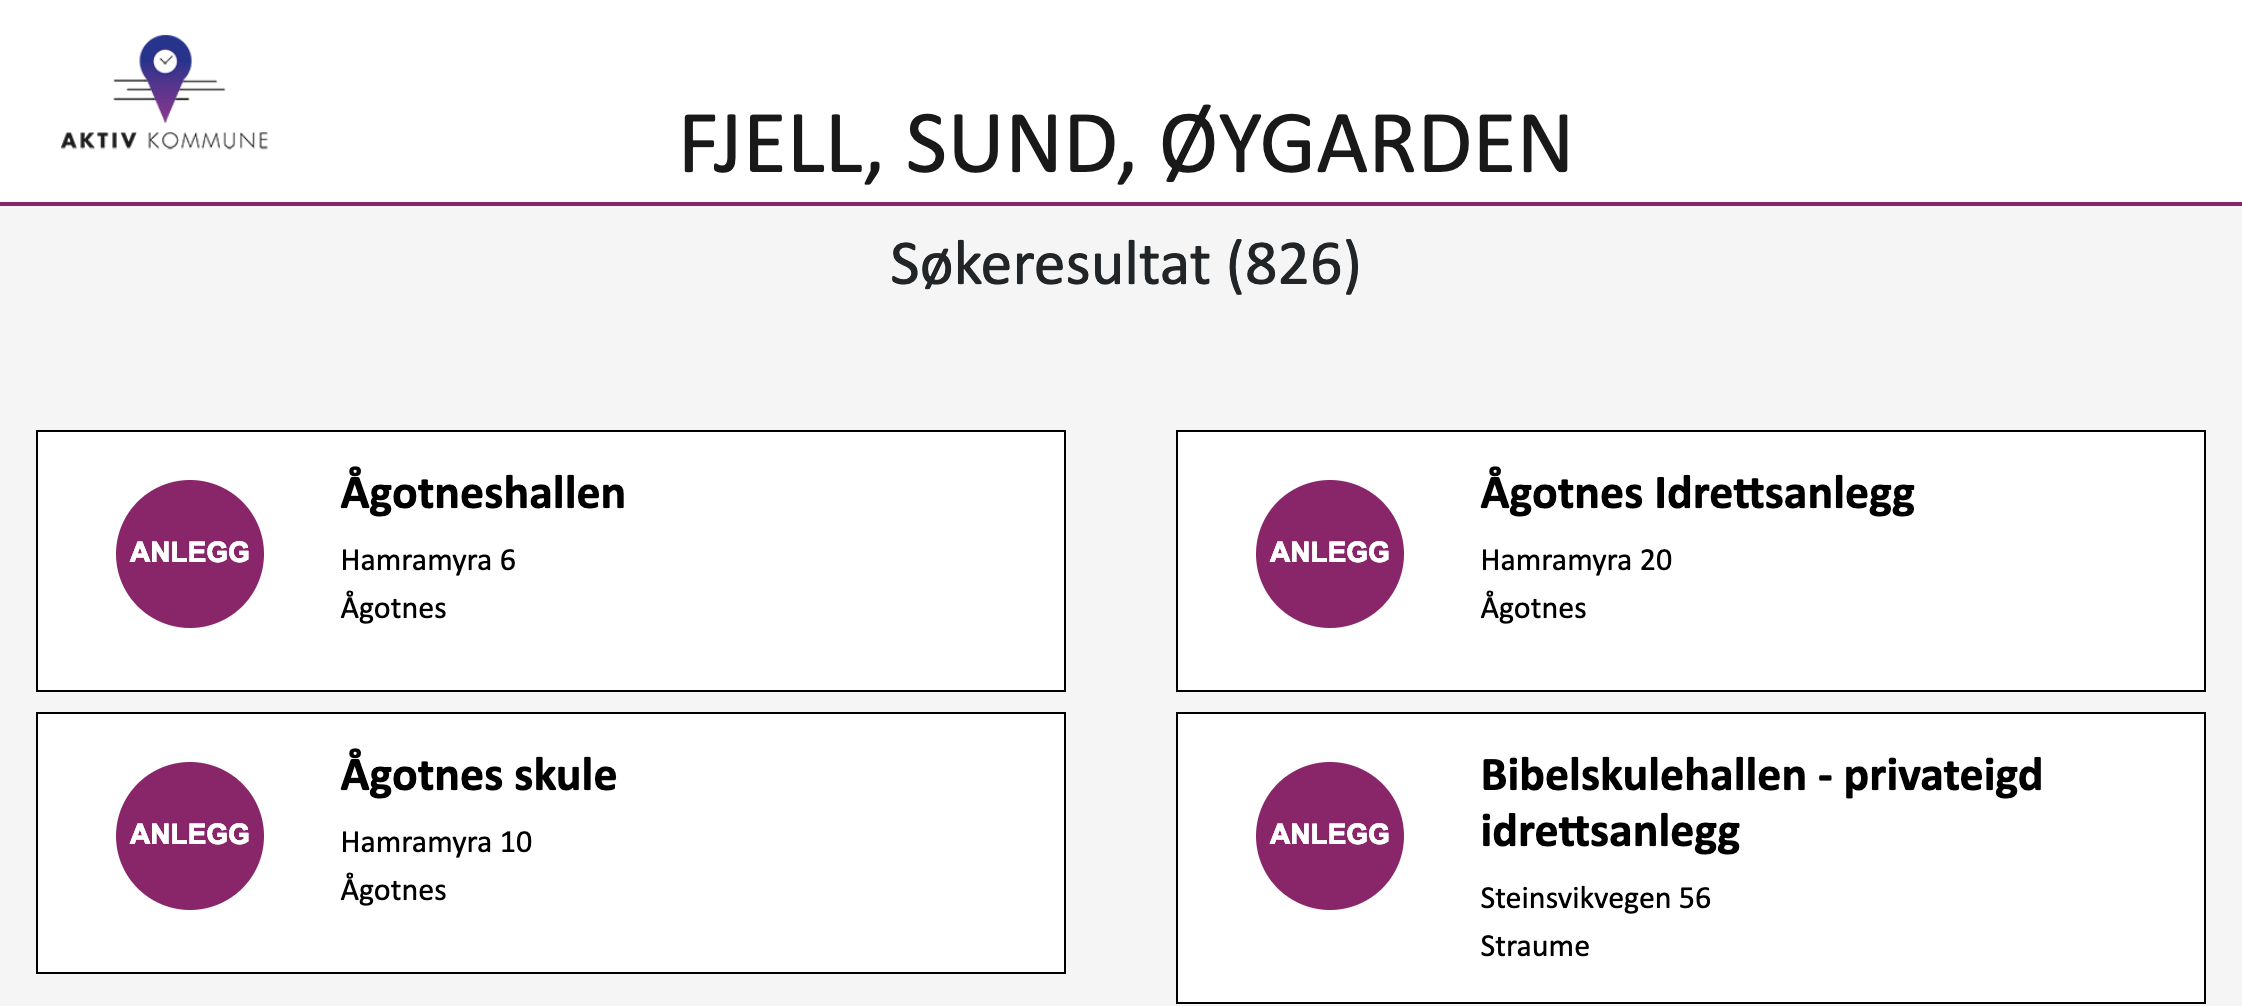 AKTIV KOMMUNE
FJELL, SUND, ØYGARDEN
Søkeresultat (826)
ANLEGG
Ågotneshallen
Hamramyra 6
Ågotnes
ANLEGG
Ågotnes Idrettsanlegg
Hamramyra 20
Ågotnes
ANLEGG
Ågotnes skule
Hamramyra 10
Ågotnes
ANLEGG
Bibelskulehallen - privateigd
idrettsanlegg
Steinsvikvegen 56
Straume